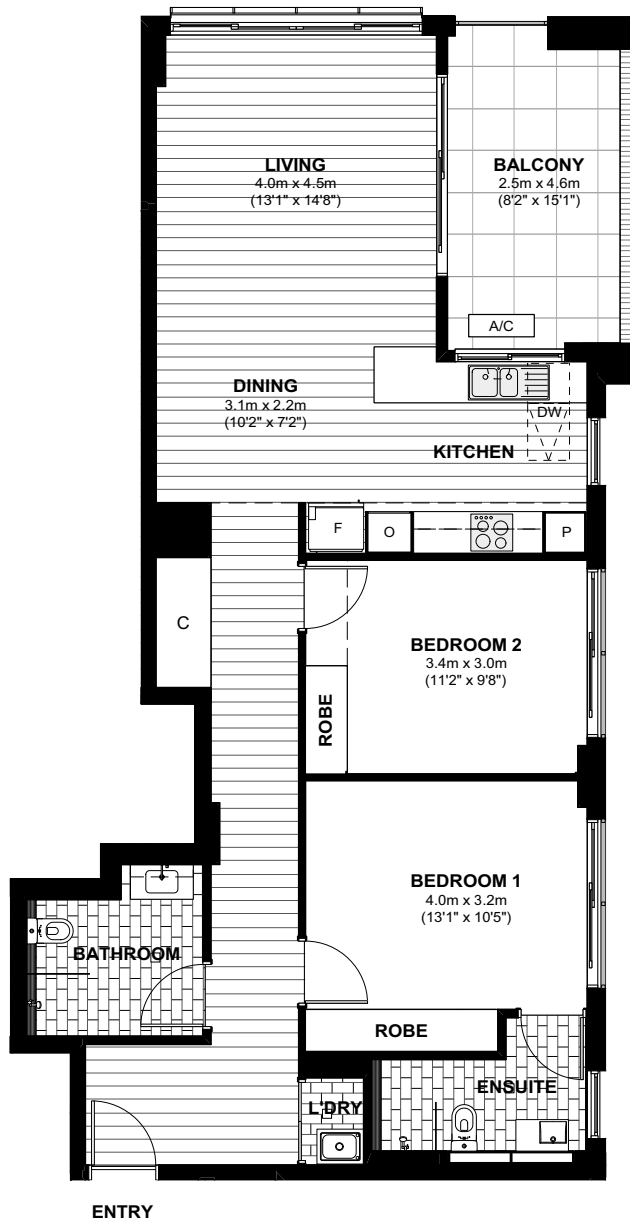 LIVING
4.0m x 4.5m
(13'1" x 14'8")
BALCONY
2.5m x 4.6m
(8'2" x 15'1")
A/C
DINING
3.1m x 2.2m
(10'2" x 7'2")
DW
KITCHEN
F
O
P
C
BEDROOM 2
3.4m x 3.0m
(11'2" x 9'8")
ROBE
BEDROOM 1
4.0m x 3.2m
(13'1" x 10'5")
BATHROOM
ROBE
ENSUITE
L'DRY
ENTRY